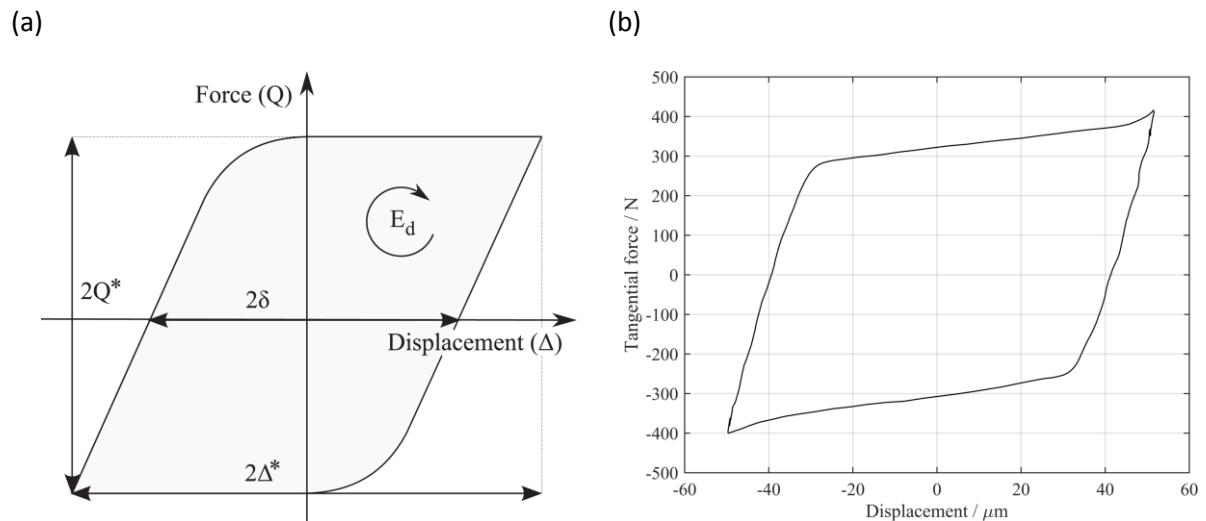 (a)
Force (Q)
E_d
2Q*
2δ
Displacement (Δ)
2Δ*
(b)
500
400
300
200
100
0
-100
-200
-300
-400
-500
Tangential force / N
-60 -40 -20 0 20 40 60
Displacement / μm